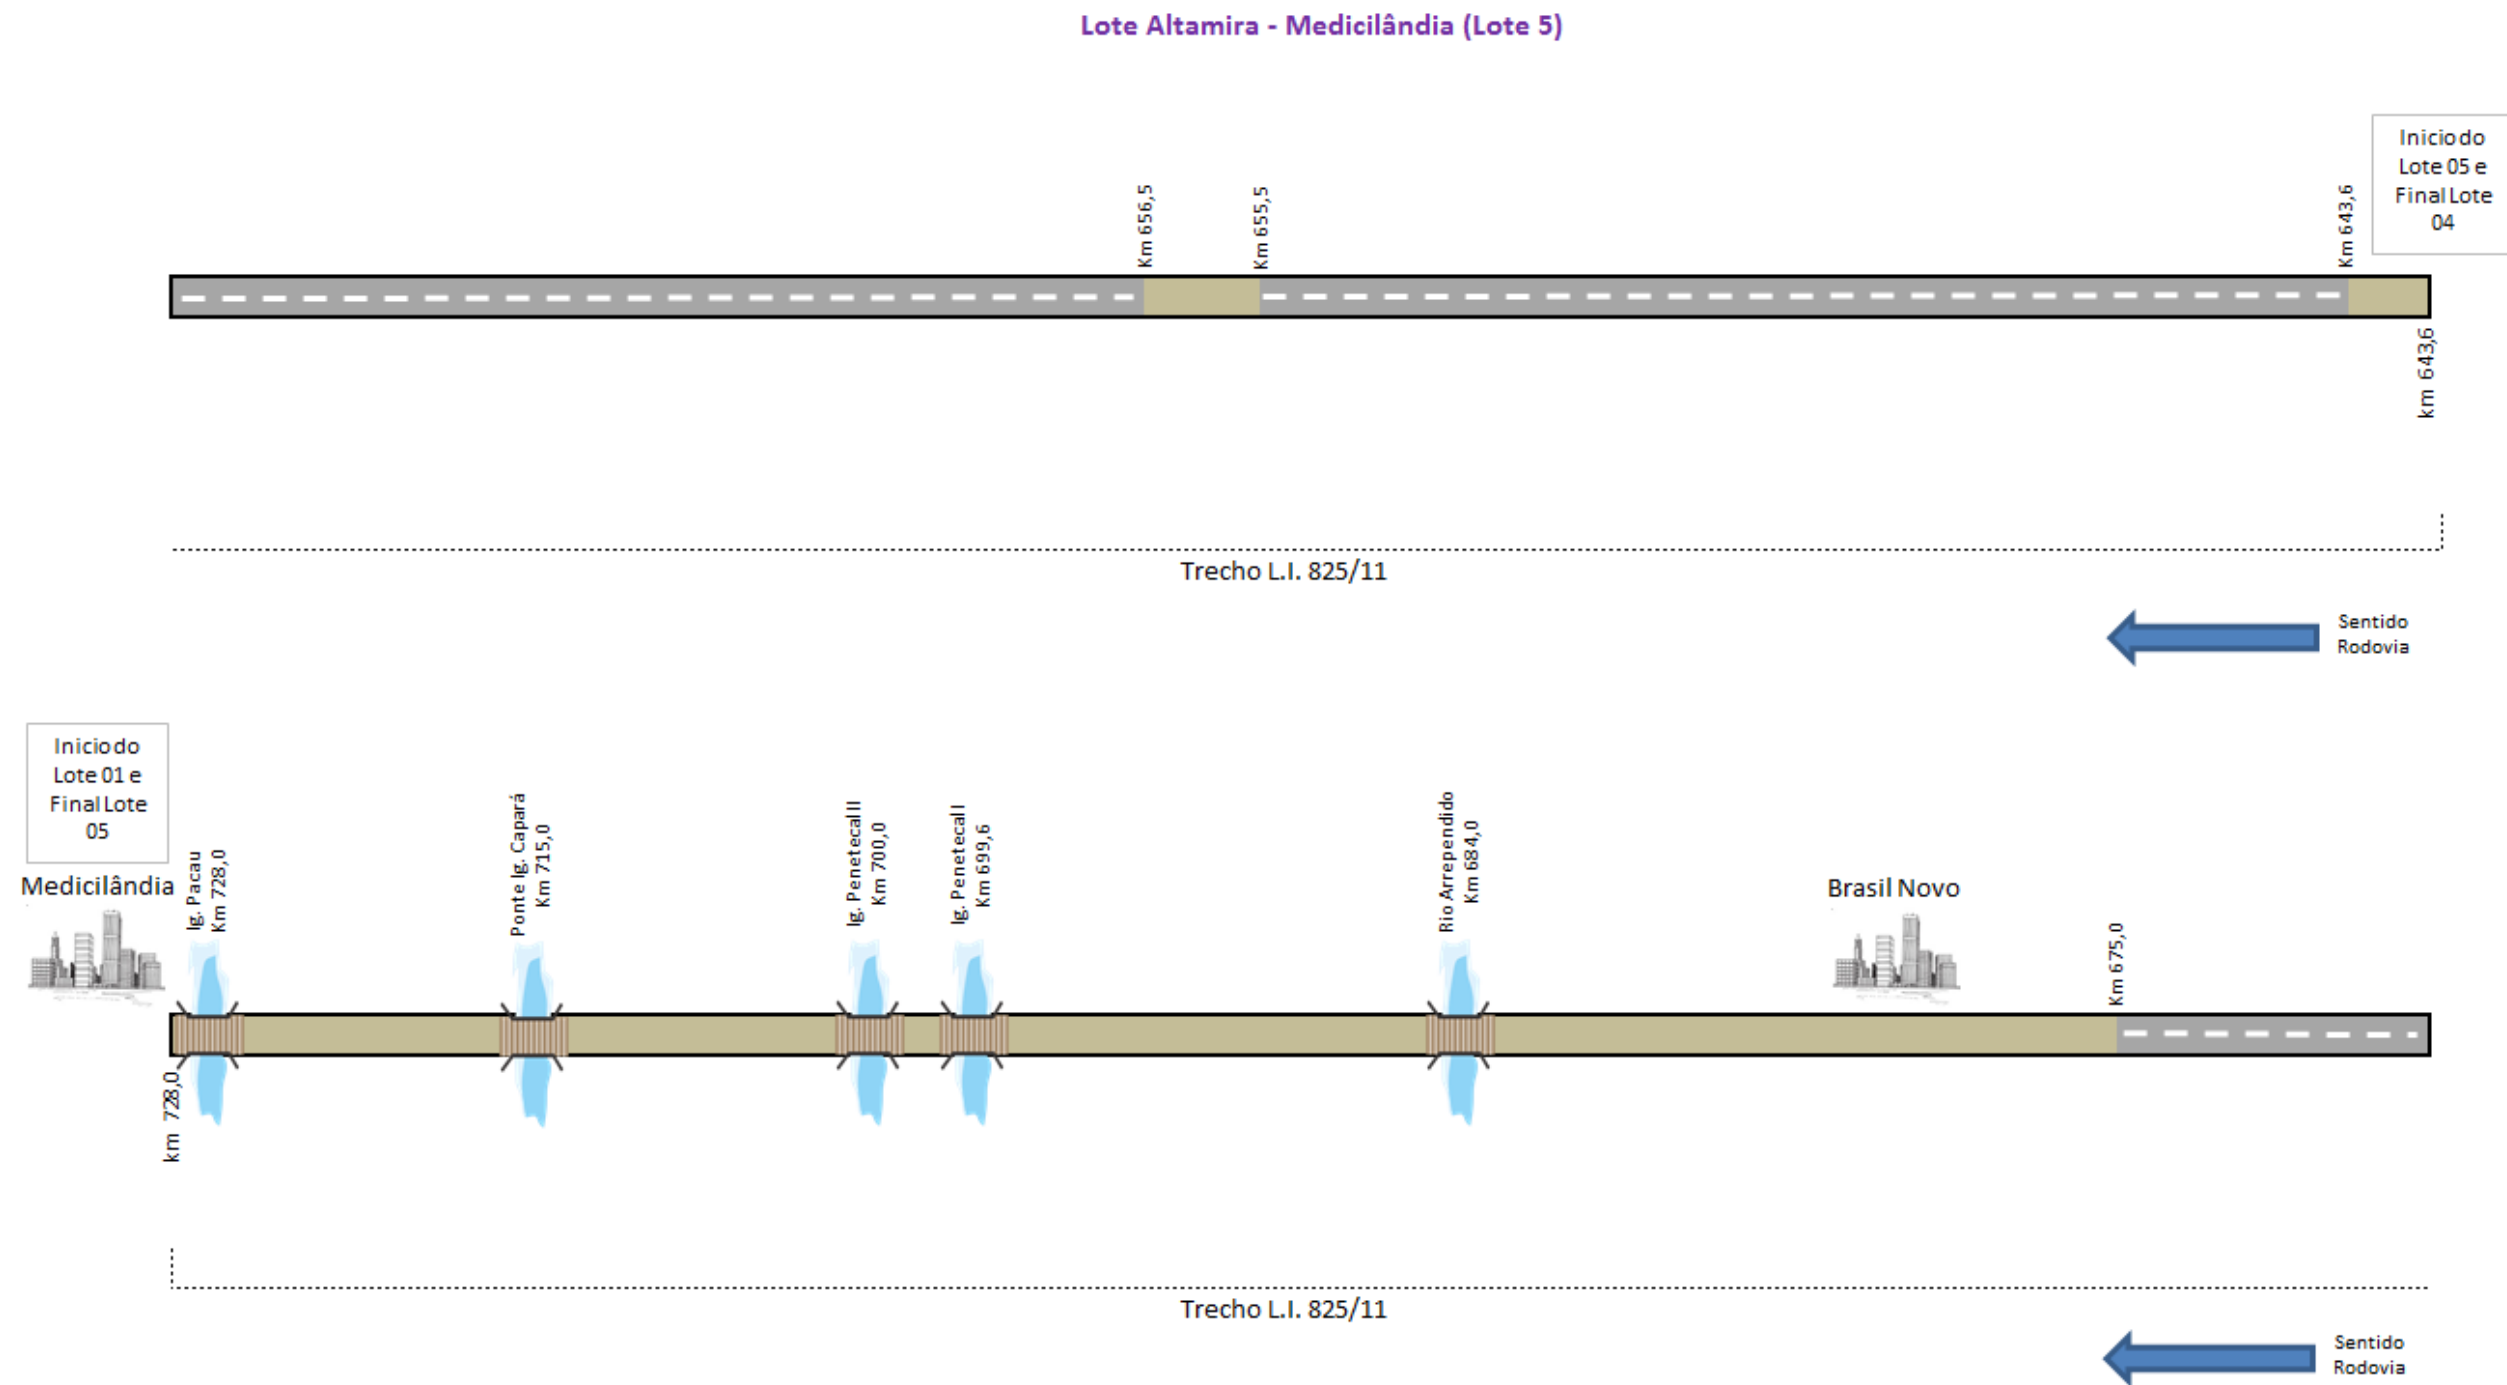 Lote Altamira - Medicilândia (Lote 5)
Inicio do
Lote 05 e
Final Lote
04
Km 656,5
Km 655,5
Km 643,6
km 643,6
Trecho L.I. 825/11
Sentido
Rodovia
Inicio do
Lote 01 e
Final Lote
05
Medicilândia
Ig. Pacau
Km 728,0
Ponte Ig. Capará
Km 715,0
Ig. Penetecal II
Km 700,0
Ig. Penetecal I
Km 699,6
Rio Arrependido
Km 684,0
Brasil Novo
Km 675,0
km 728,0
Trecho L.I. 825/11
Sentido
Rodovia